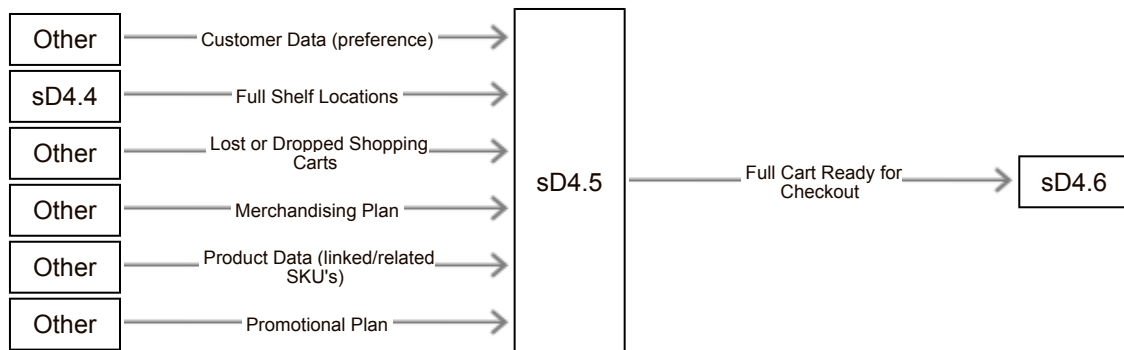 Other
Customer Data (preference)
sD4.4
Full Shelf Locations
Other
Lost or Dropped Shopping
Carts
Other
Merchandising Plan
Other
Product Data (linked/related
SKU's)
Other
Promotional Plan
sD4.5
Full Cart Ready for
Checkout
sD4.6